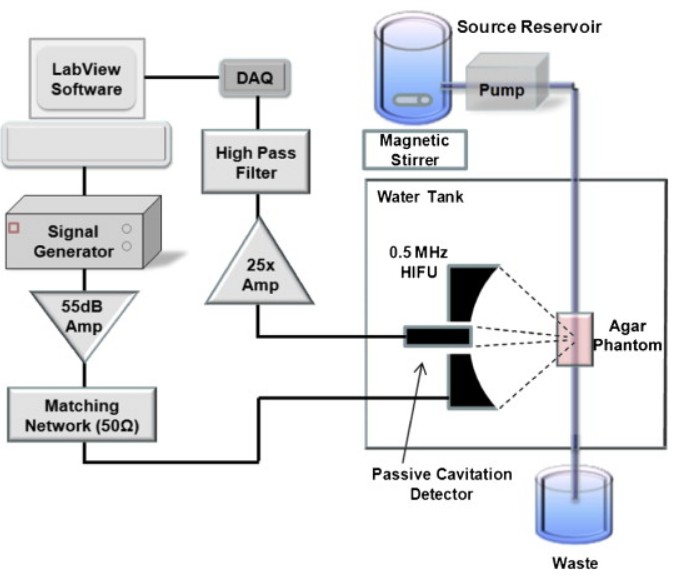 Source Reservoir
LabView
Software
DAQ
Pump
Magnetic
Stirrer
High Pass
Filter
Water Tank
Signal
Generator
0.5 MHz
HIFU
25x
Amp
55dB
Amp
Agar
Phantom
Matching
Network (50Ω)
Passive Cavitation
Detector
Waste